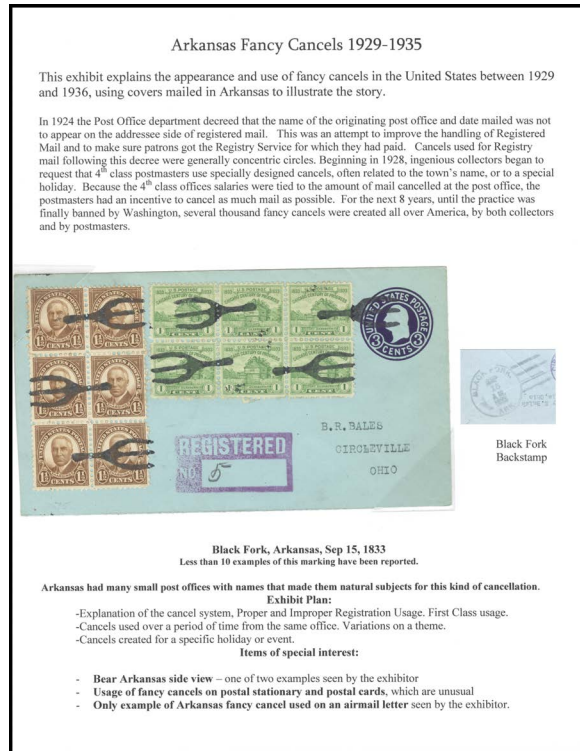 Arkansas Fancy Cancels 1929-1935
This exhibit explains the appearance and use of fancy cancels in the United States between 1929
and 1936, using covers mailed in Arkansas to illustrate the story.
In 1924 the Post Office department decreed that the name of the originating post office and date mailed was not
to appear on the addressee side of registered mail. This was an attempt to improve the handling of Registered
Mail and to make sure patrons got the Registry Service for which they had paid. Cancels used for Registry
mail following this decree were generally concentric circles. Beginning in 1928, ingenious collectors began to
request that 4th class postmasters use specially designed cancels, often related to the town's name, or to a special
holiday. Because the 4th class offices salaries were tied to the amount of mail cancelled at the post office, the
postmasters had an incentive to cancel as much mail as possible. For the next 8 years, until the practice was
finally banned by Washington, several thousand fancy cancels were created all over America, by both collectors
and by postmasters.
UNITED STATES POSTAGE
3 CENTS 3
REGISTERED
NO. 5
B.R.BALES
CIRCLEVILLE
OHIO
Black Fork
Backstamp
Black Fork, Arkansas, Sep 15, 1833
Less than 10 examples of this marking have been reported.
Arkansas had many small post offices with names that made them natural subjects for this kind of cancellation.
Exhibit Plan:
-Explanation of the cancel system, Proper and Improper Registration Usage. First Class usage.
-Cancels used over a period of time from the same office. Variations on a theme.
-Cancels created for a specific holiday or event.
Items of special interest:
- Bear Arkansas side view – one of two examples seen by the exhibitor
- Usage of fancy cancels on postal stationary and postal cards, which are unusual
- Only example of Arkansas fancy cancel used on an airmail letter seen by the exhibitor.